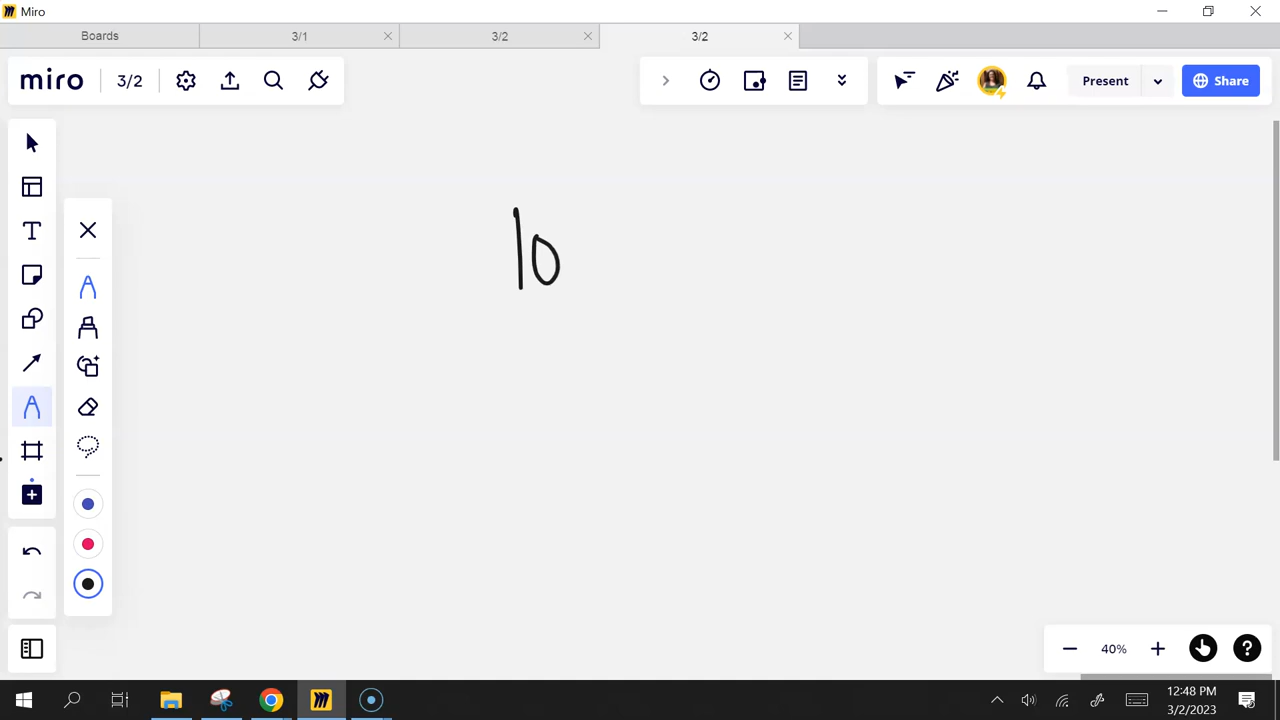 Miro
Boards 3/1 3/2 3/2
miro 3/2 Present Share
10
40%
12:48 PM
3/2/2023